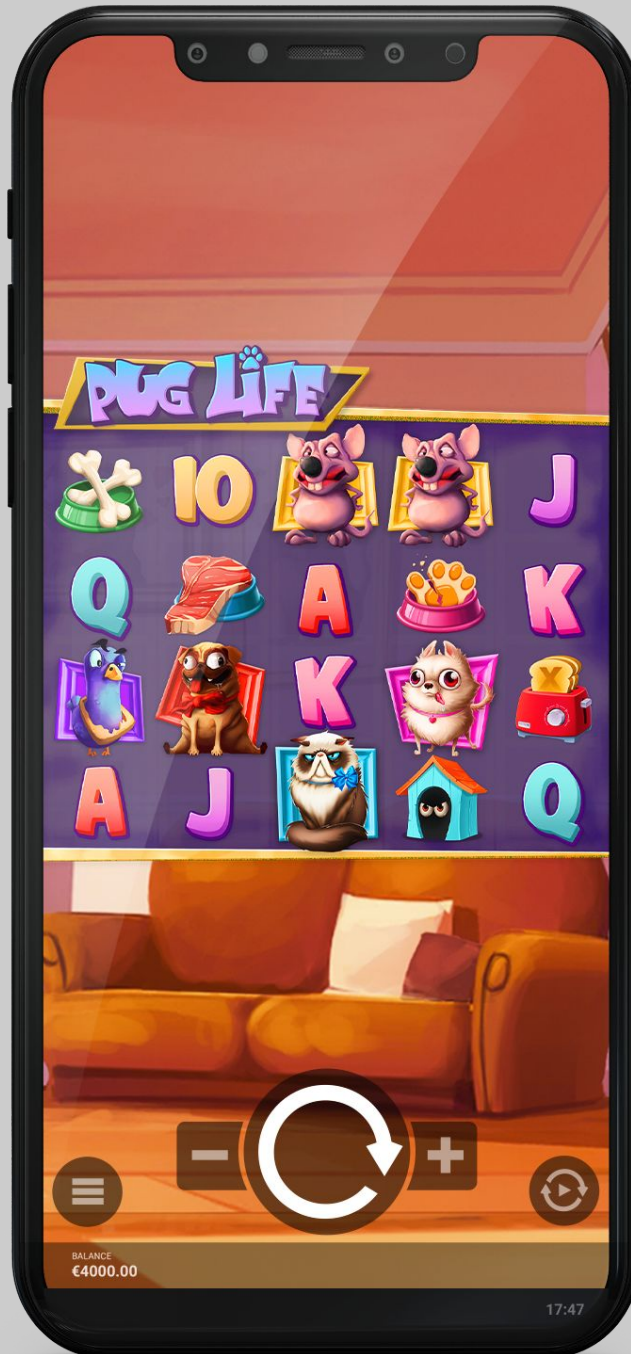 PUG LIFE
10 J
Q A K
K X
A J Q
BALANCE
€4000.00
17:47